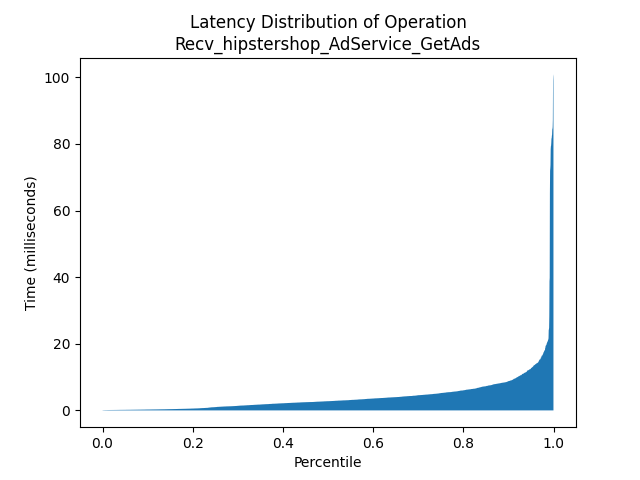 Latency Distribution of Operation
Recv_hipstershop_AdService_GetAds
100
80
60
40
20
0
Time (milliseconds)
0.0 0.2 0.4 0.6 0.8 1.0
Percentile